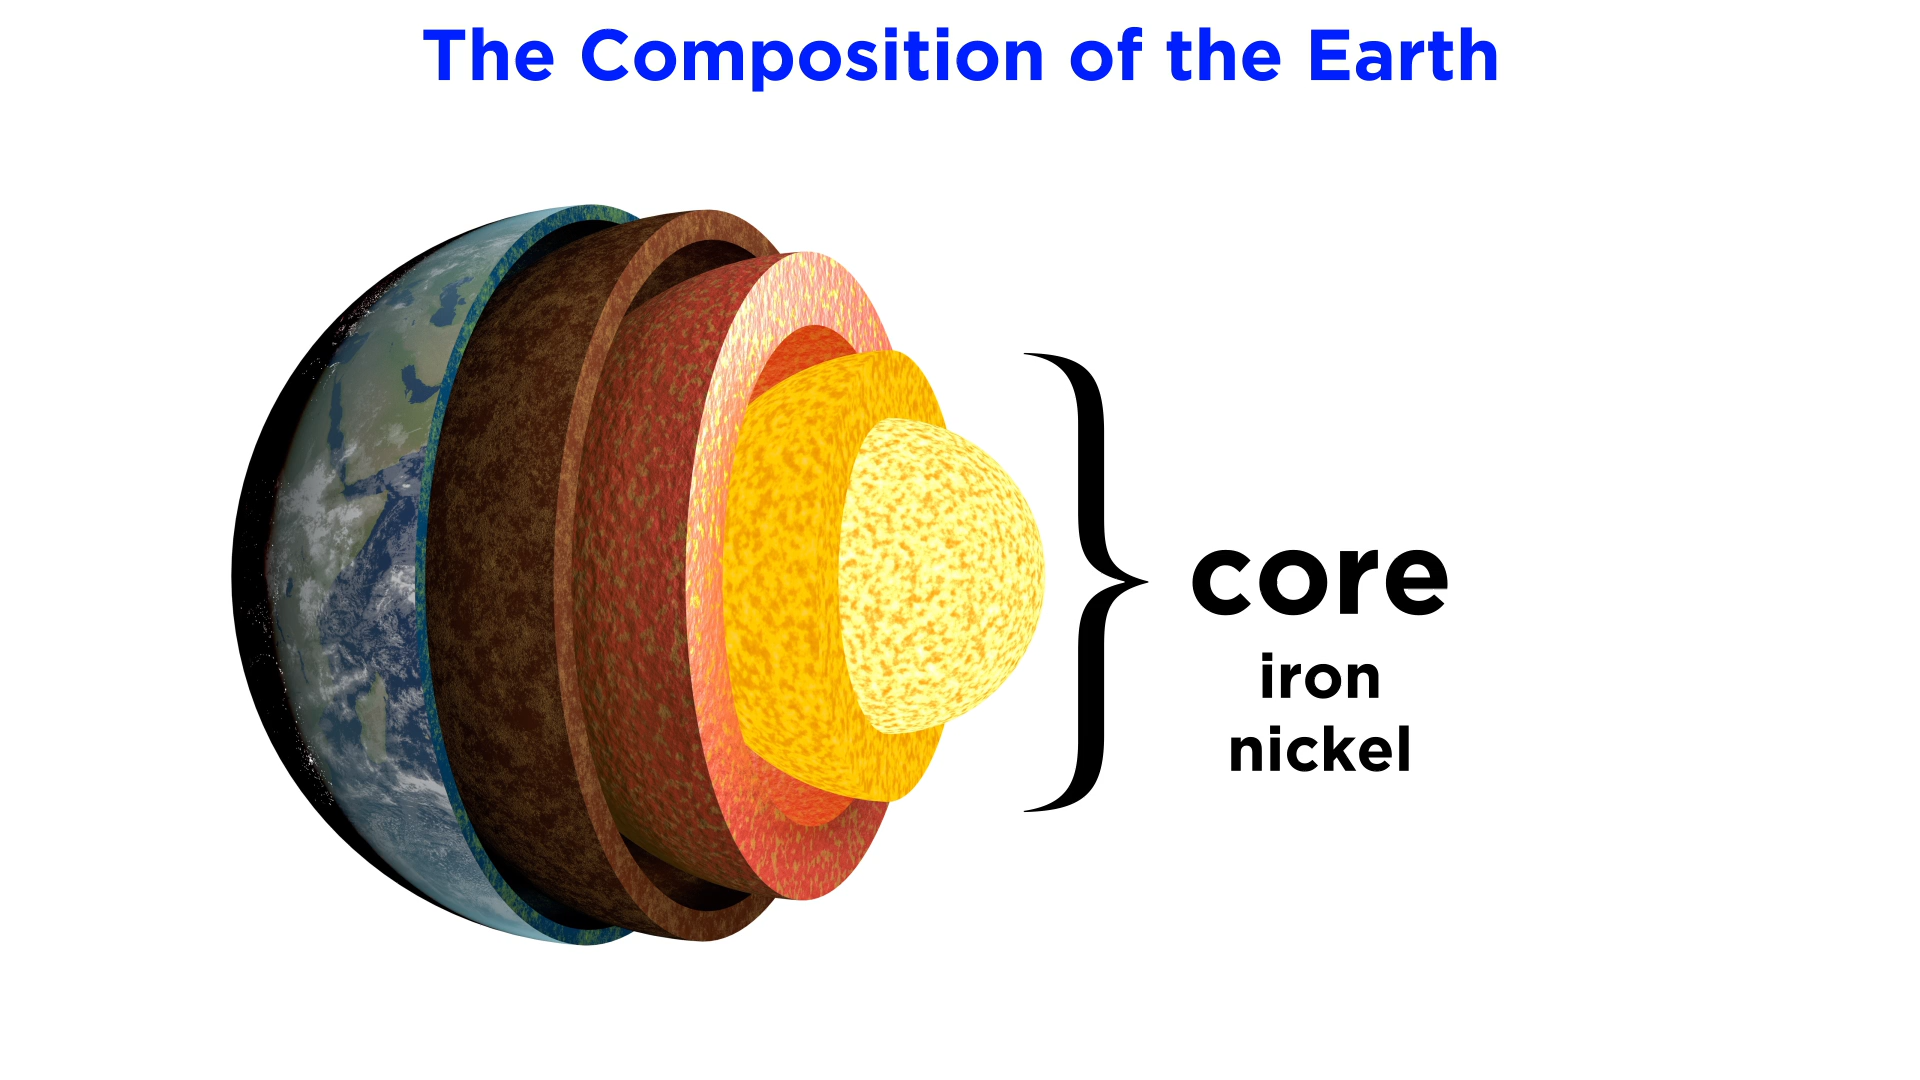 The Composition of the Earth
core
iron
nickel